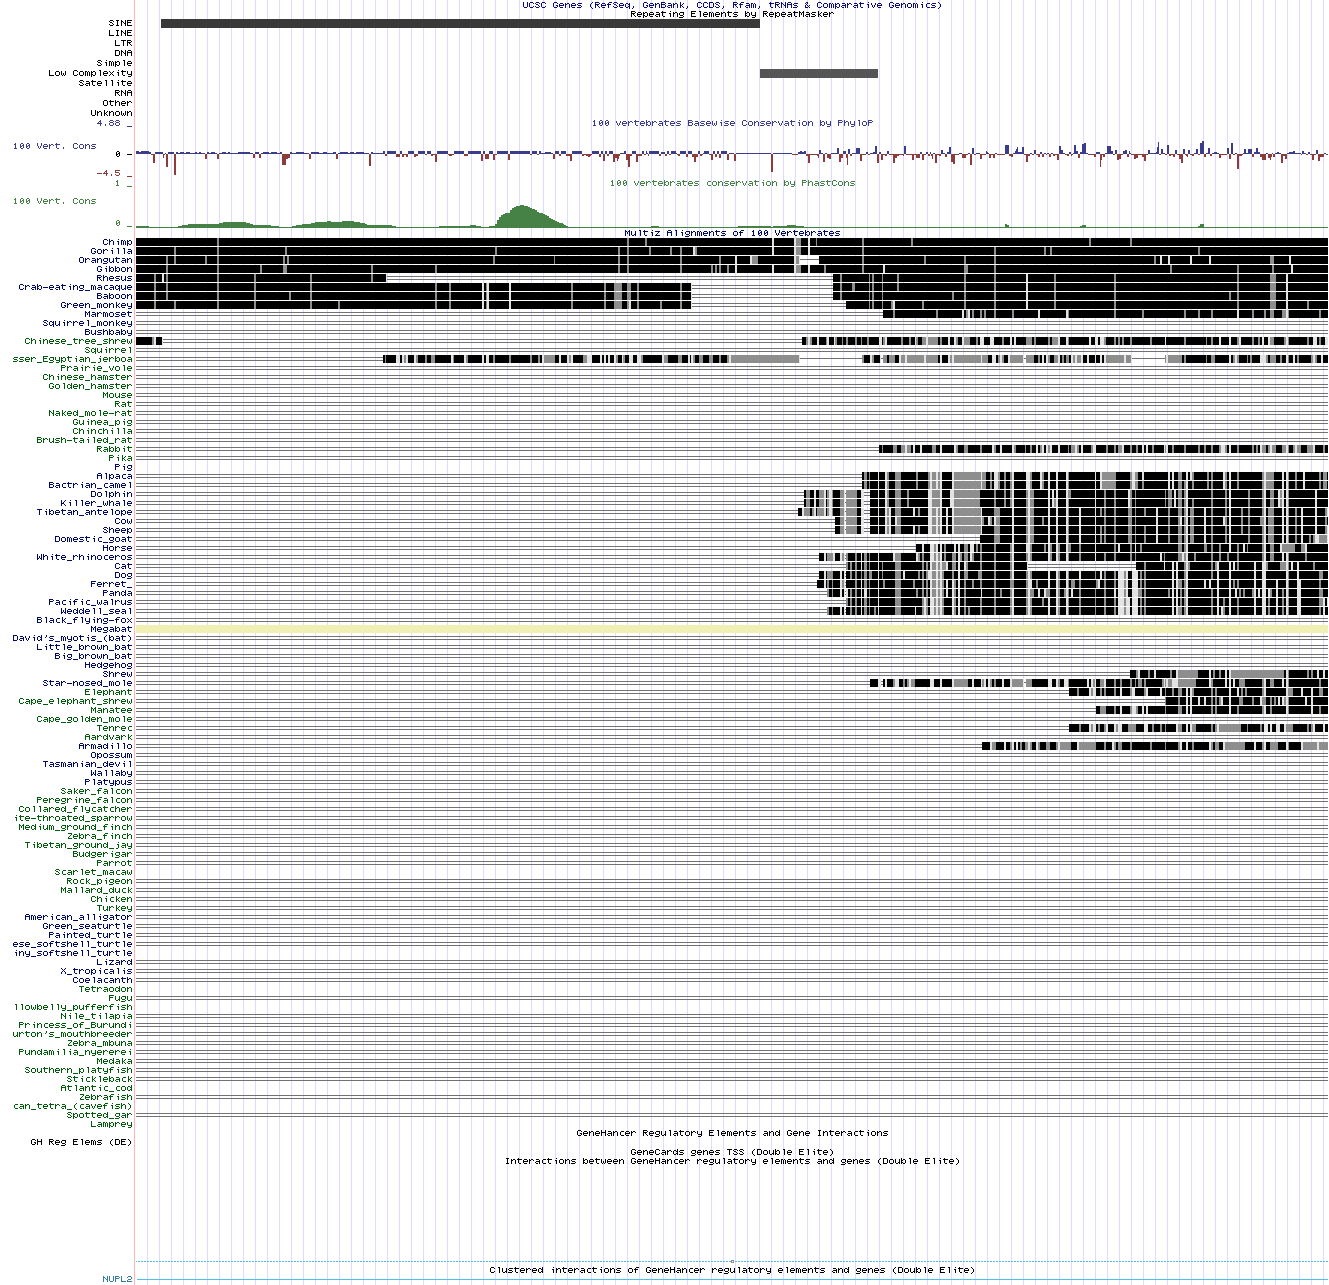 UCSC Genes (RefSeq, GenBank, CCDS, Rfam, tRNAs & Comparative Genomics)
Repeating Elements by RepeatMasker
SINE
LINE
LTR
DNA
Simple
Low Complexity
Satellite
RNA
Other
Unknown
4.88 _
100 vertebrates Basewise Conservation by PhyloP
100 Vert. Cons
0 _
-4.5 _
1 _
100 vertebrates conservation by PhastCons
100 Vert. Cons
0 _
Multiz Alignments of 100 Vertebrates
Chimp
Gorilla
Orangutan
Gibbon
Rhesus
Crab-eating_macaque
Baboon
Green_monkey
Marmoset
Squirrel_monkey
Bushbaby
Chinese_tree_shrew
Squirrel
sser_Egyptian_jerboa
Prairie_vole
Chinese_hamster
Golden_hamster
Mouse
Rat
Naked_mole-rat
Guinea_pig
Chinchilla
Brush-tailed_rat
Rabbit
Pika
Pig
Alpaca
Bactrian_camel
Dolphin
Killer_whale
Tibetan_antelope
Cow
Sheep
Domestic_goat
Horse
White_rhinoceros
Cat
Dog
Ferret_
Panda
Pacific_walrus
Weddell_seal
Black_flying-fox
Megabat
David's_myotis_(bat)
Little_brown_bat
Big_brown_bat
Hedgehog
Shrew
Star-nosed_mole
Elephant
Cape_elephant_shrew
Manatee
Cape_golden_mole
Tenrec
Aardvark
Armadillo
Opossum
Tasmanian_devil
Wallaby
Platypus
Saker_falcon
Peregrine_falcon
Collared_flycatcher
ite-throated_sparrow
Medium_ground_finch
Zebra_finch
Tibetan_ground_jay
Budgerigar
Parrot
Scarlet_macaw
Rock_pigeon
Mallard_duck
Chicken
Turkey
American_alligator
Green_seaturtle
Painted_turtle
ese_softshell_turtle
iny_softshell_turtle
Lizard
X_tropicalis
Coelacanth
Tetraodon
Fugu
llowbelly_pufferfish
Nile_tilapia
Princess_of_Burundi
urton's_mouthbreeder
Zebra_mbuna
Pundamilia_nyererei
Medaka
Southern_platyfish
Stickleback
Atlantic_cod
Zebrafish
can_tetra_(cavefish)
Spotted_gar
Lamprey
GeneHancer Regulatory Elements and Gene Interactions
GH Reg Elems (DE)
GeneCards genes TSS (Double Elite)
Interactions between GeneHancer regulatory elements and genes (Double Elite)
Clustered interactions of GeneHancer regulatory elements and genes (Double Elite)
NUPL2